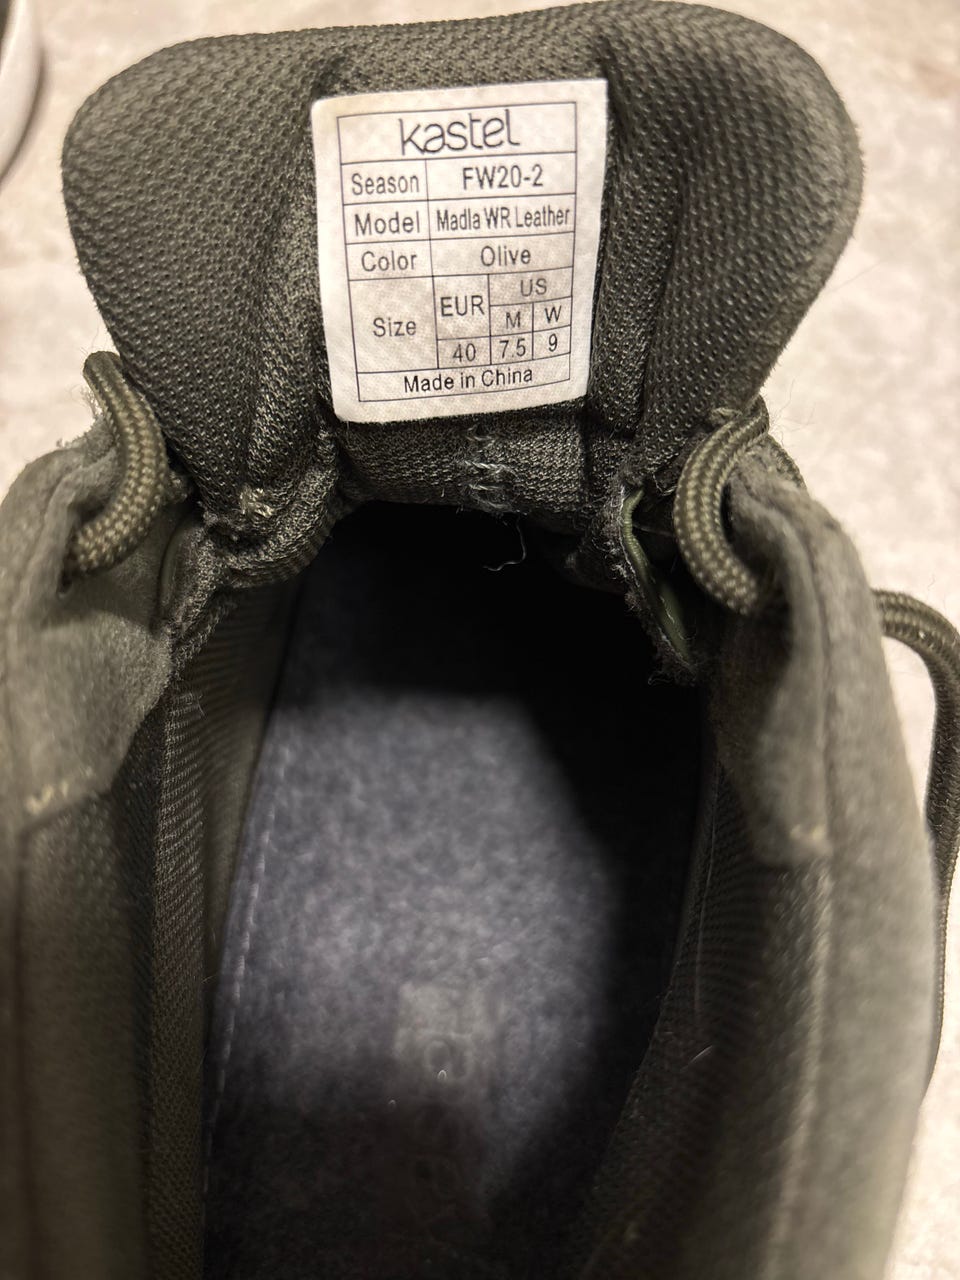 kastel
Season FW20-2
Model Madla WR Leather
Color Olive
Size EUR US
M W
40 7.5 9
Made in China